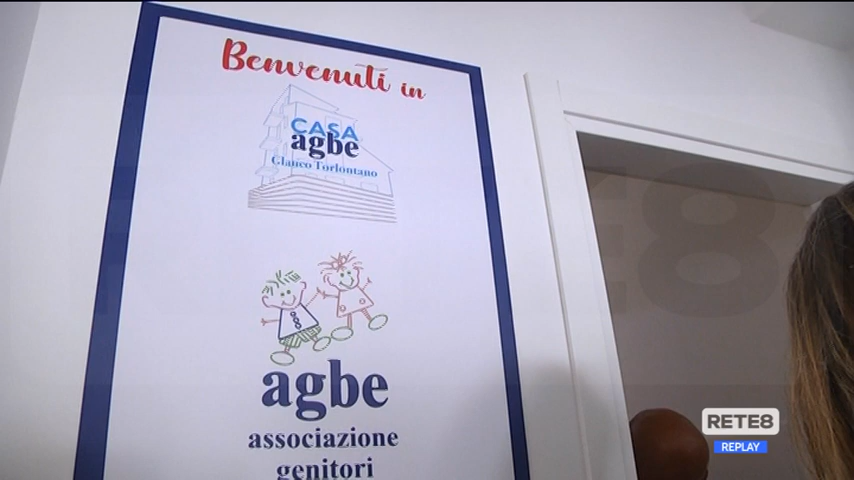 Benvenuti in
CASA
agbe
Glauco Torlontano
agbe
associazione
genitori
RETE8
REPLAY